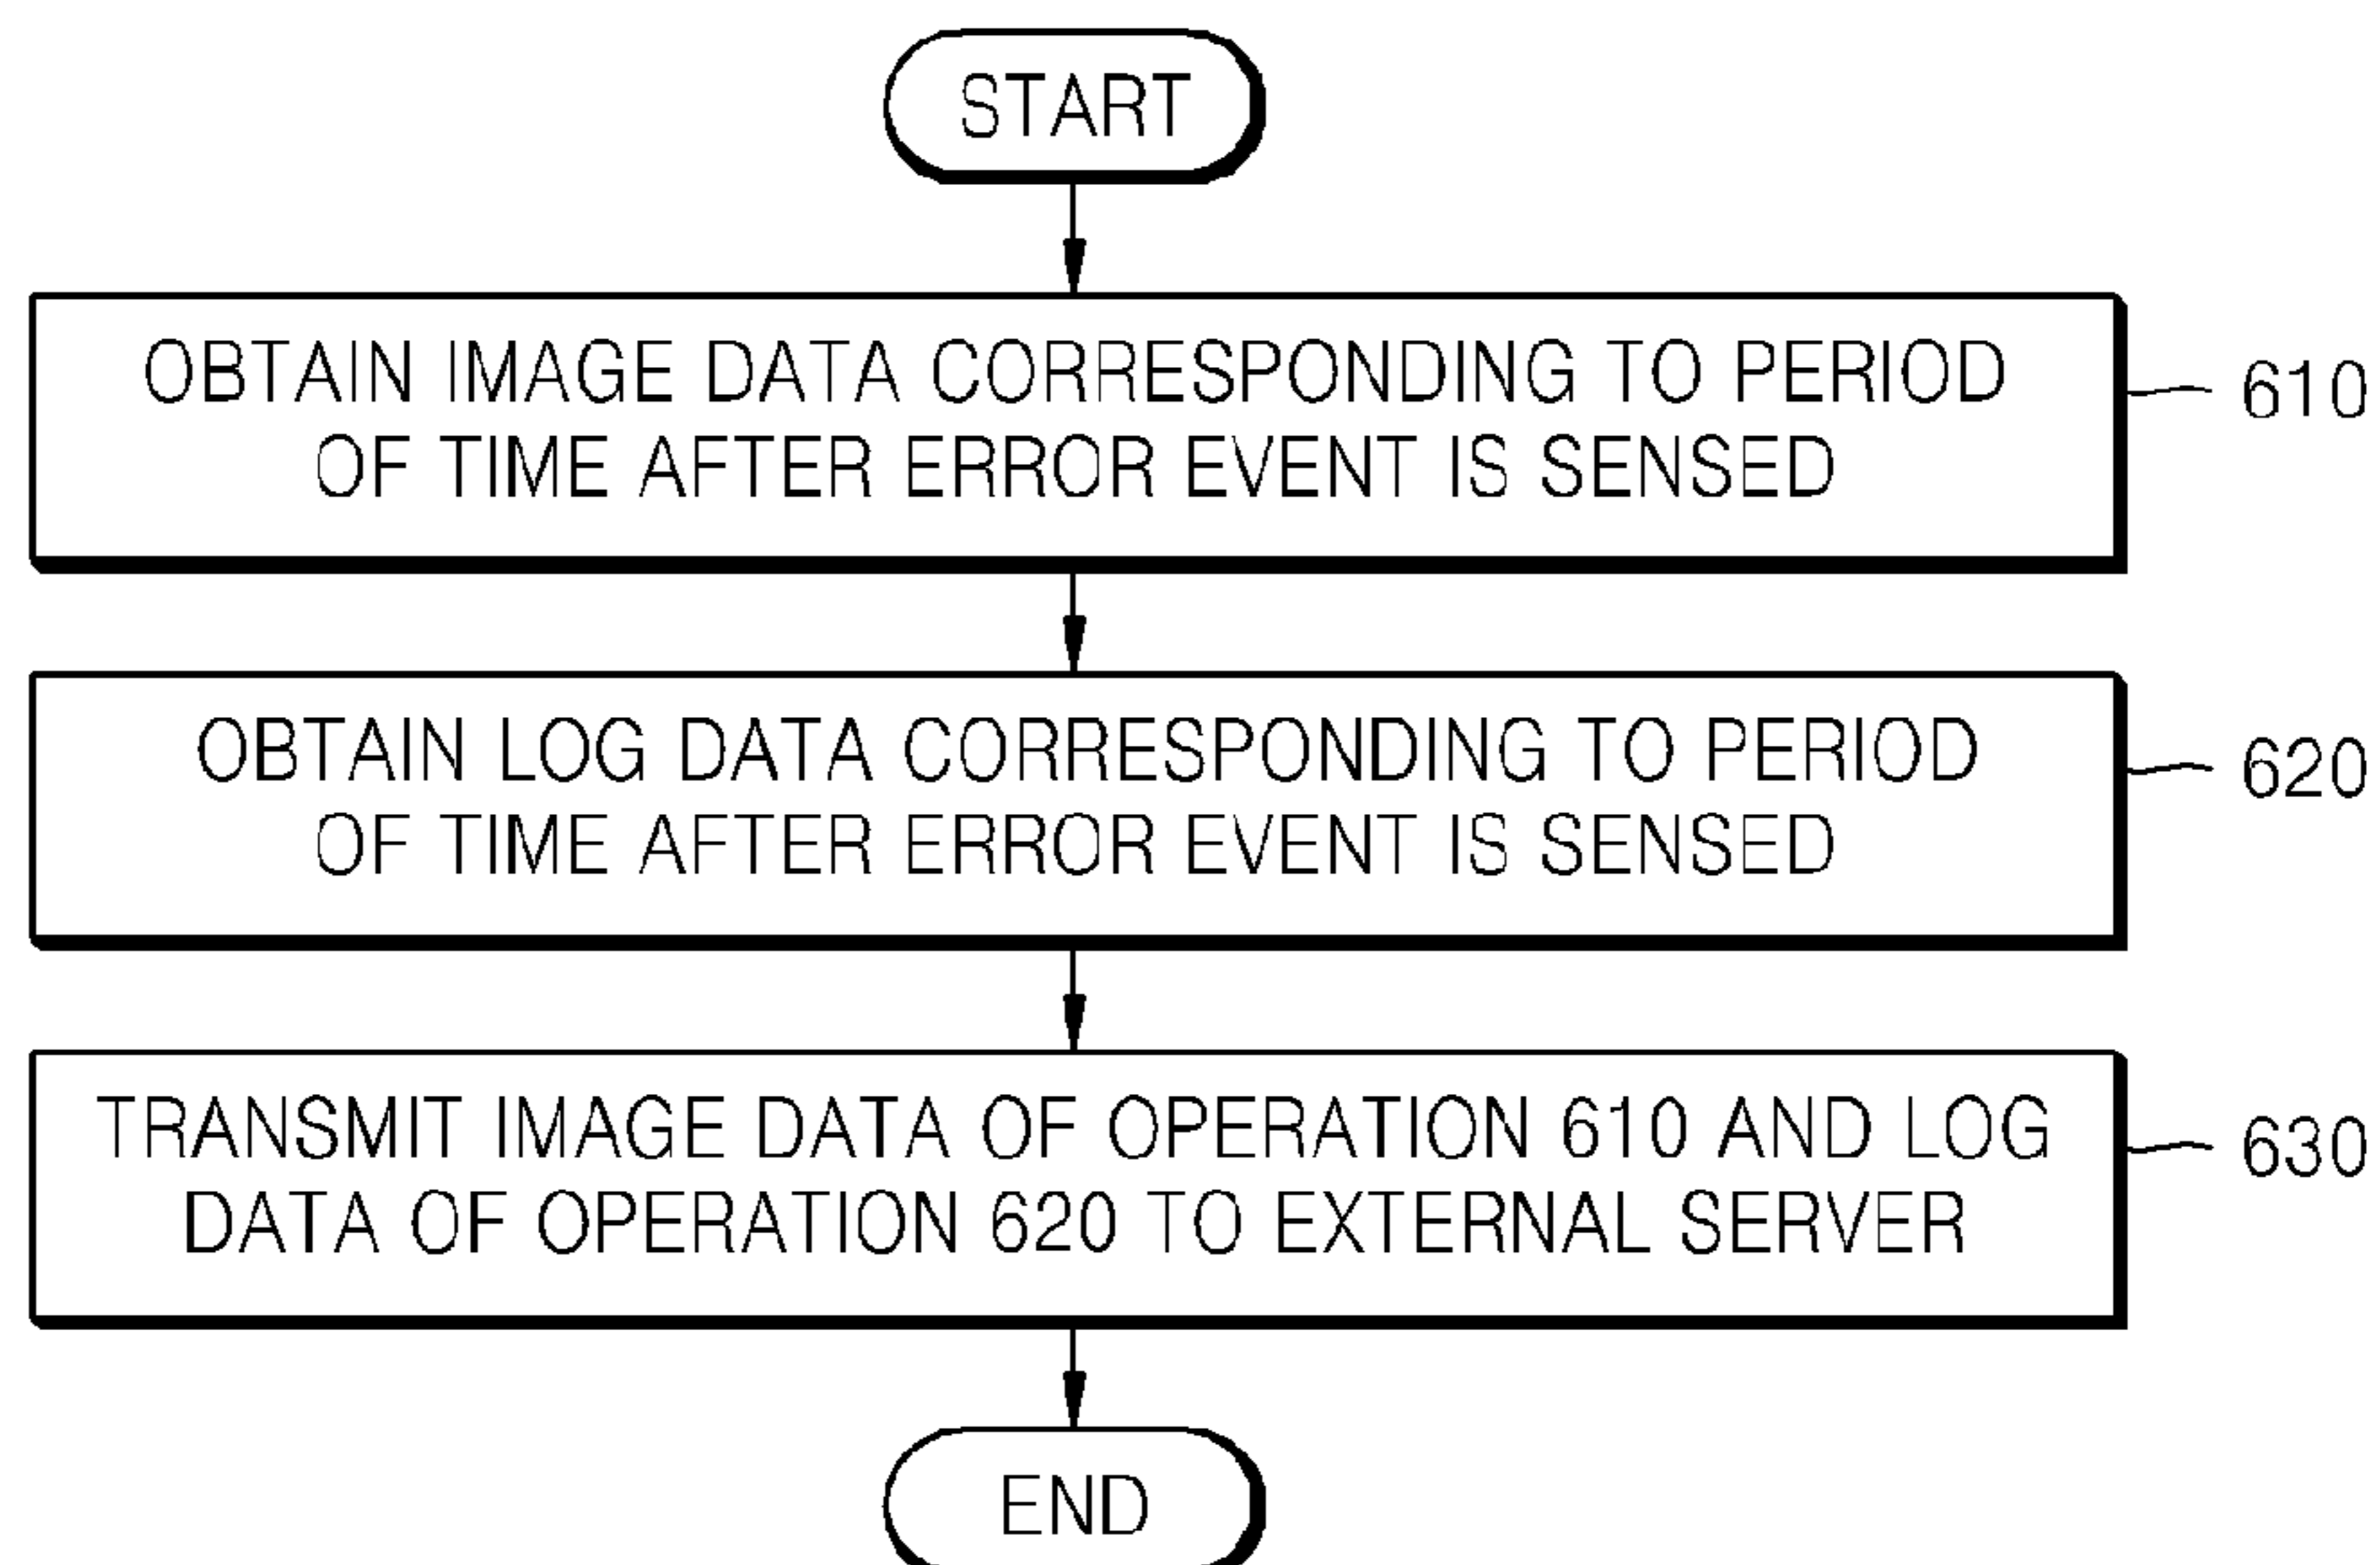 START
OBTAIN IMAGE DATA CORRESPONDING TO PERIOD
OF TIME AFTER ERROR EVENT IS SENSED
610
OBTAIN LOG DATA CORRESPONDING TO PERIOD
OF TIME AFTER ERROR EVENT IS SENSED
620
TRANSMIT IMAGE DATA OF OPERATION 610 AND LOG
DATA OF OPERATION 620 TO EXTERNAL SERVER
630
END